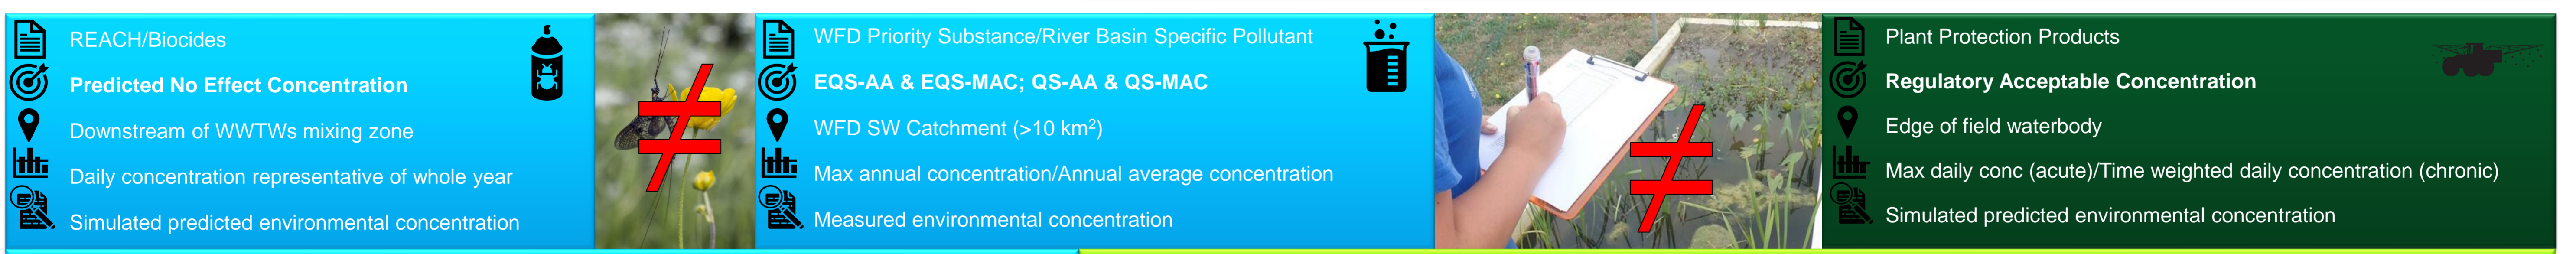 REACH/Biocides
Predicted No Effect Concentration
Downstream of WWTWs mixing zone
Daily concentration representative of whole year
Simulated predicted environmental concentration
≠
WFD Priority Substance/River Basin Specific Pollutant
EQS-AA & EQS-MAC; QS-AA & QS-MAC
WFD SW Catchment (>10 km²)
Max annual concentration/Annual average concentration
Measured environmental concentration
≠
Plant Protection Products
Regulatory Acceptable Concentration
Edge of field waterbody
Max daily conc (acute)/Time weighted daily concentration (chronic)
Simulated predicted environmental concentration